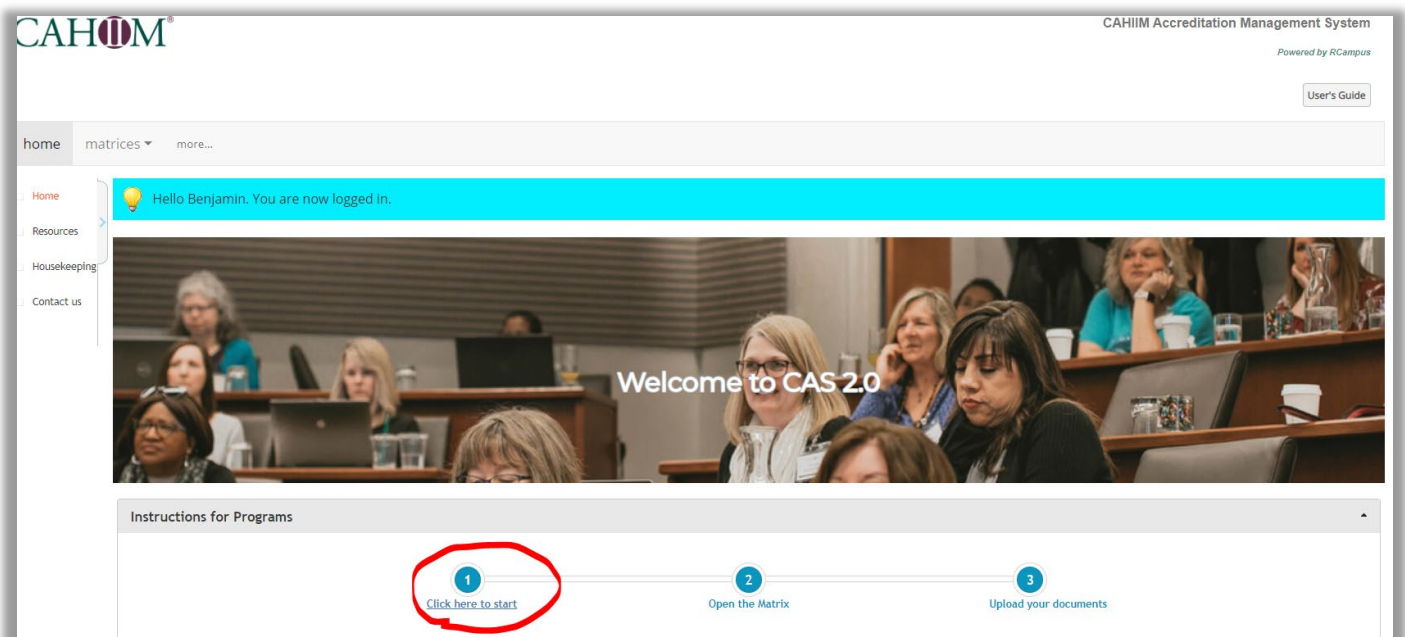 CAHIIM®
CAHIIM Accreditation Management System
Powered by RCampus
User's Guide
home matrices more...
Home
Resources
Housekeeping
Contact us
Hello Benjamin. You are now logged in.
Welcome to CAS 2.0
Instructions for Programs
1 2 3
Click here to start Open the Matrix Upload your documents